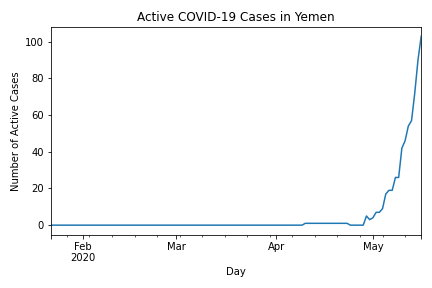 Active COVID-19 Cases in Yemen
Number of Active Cases
100
80
60
40
20
0
Feb Mar Apr May
2020
Day